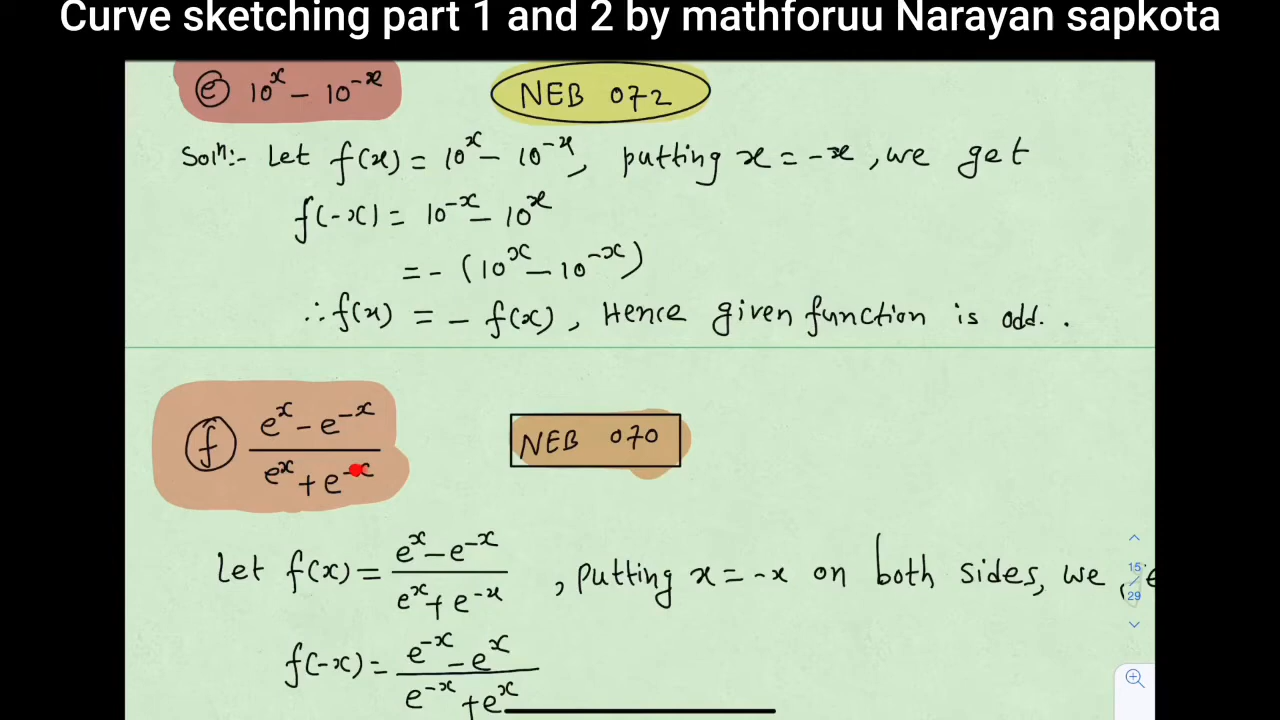 Curve sketching part 1 and 2 by mathforuu Narayan sapkota
(e) 10^x - 10^-x NEB 072
Soln:- Let f(x) = 10^x - 10^-x, putting x = -x, we get
f(-x) = 10^-x - 10^x
= - (10^x - 10^-x)
∴ f(x) = - f(x), Hence given function is odd.
(f) (e^x - e^-x)/(e^x + e^-x) NEB 070
Let f(x) = (e^x - e^-x)/(e^x + e^-x), putting x = -x on both sides, we
15
/
29
f(-x) = (e^-x - e^x)/(e^-x + e^x)